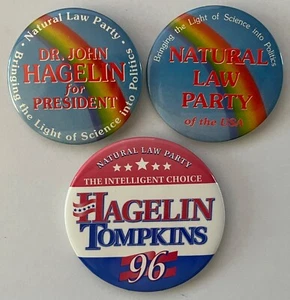 • Natural Law Party •
DR. JOHN
HAGELIN
for
PRESIDENT
Bringing the Light of Science into Politics
Bringing the Light of Science into Politics
NATURAL
LAW
PARTY
of the USA
NATURAL LAW PARTY
THE INTELLIGENT CHOICE
HAGELIN
TOMPKINS
96